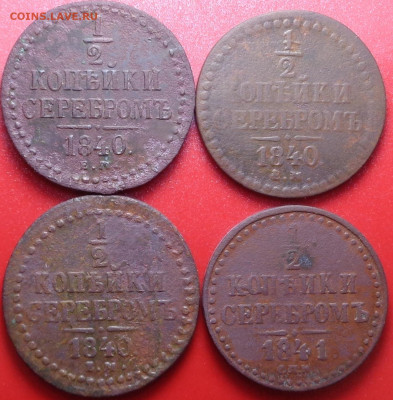 COINS.LAVE.RU
1/2
КОПѢЙКИ
СЕРЕБРОМЪ
1840.
1/2
ОПѢЙКИ
СЕРЕБРОМЪ
1840.
1/2
КОПѢЙКИ
СЕРЕБРОМЪ
1840
1/2
КОПѢЙКИ
СЕРЕБРОМЪ
1841